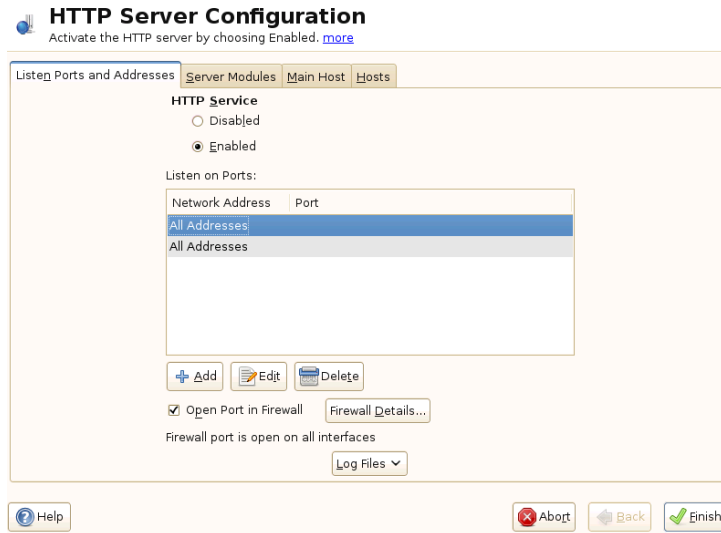 HTTP Server Configuration
Activate the HTTP server by choosing Enabled. more
Listen Ports and Addresses Server Modules Main Host Hosts
HTTP Service
Disabled
Enabled
Listen on Ports:
Network Address Port
All Addresses
All Addresses
Add Edit Delete
Open Port in Firewall Firewall Details...
Firewall port is open on all interfaces
Log Files
Help Abort Back Finish